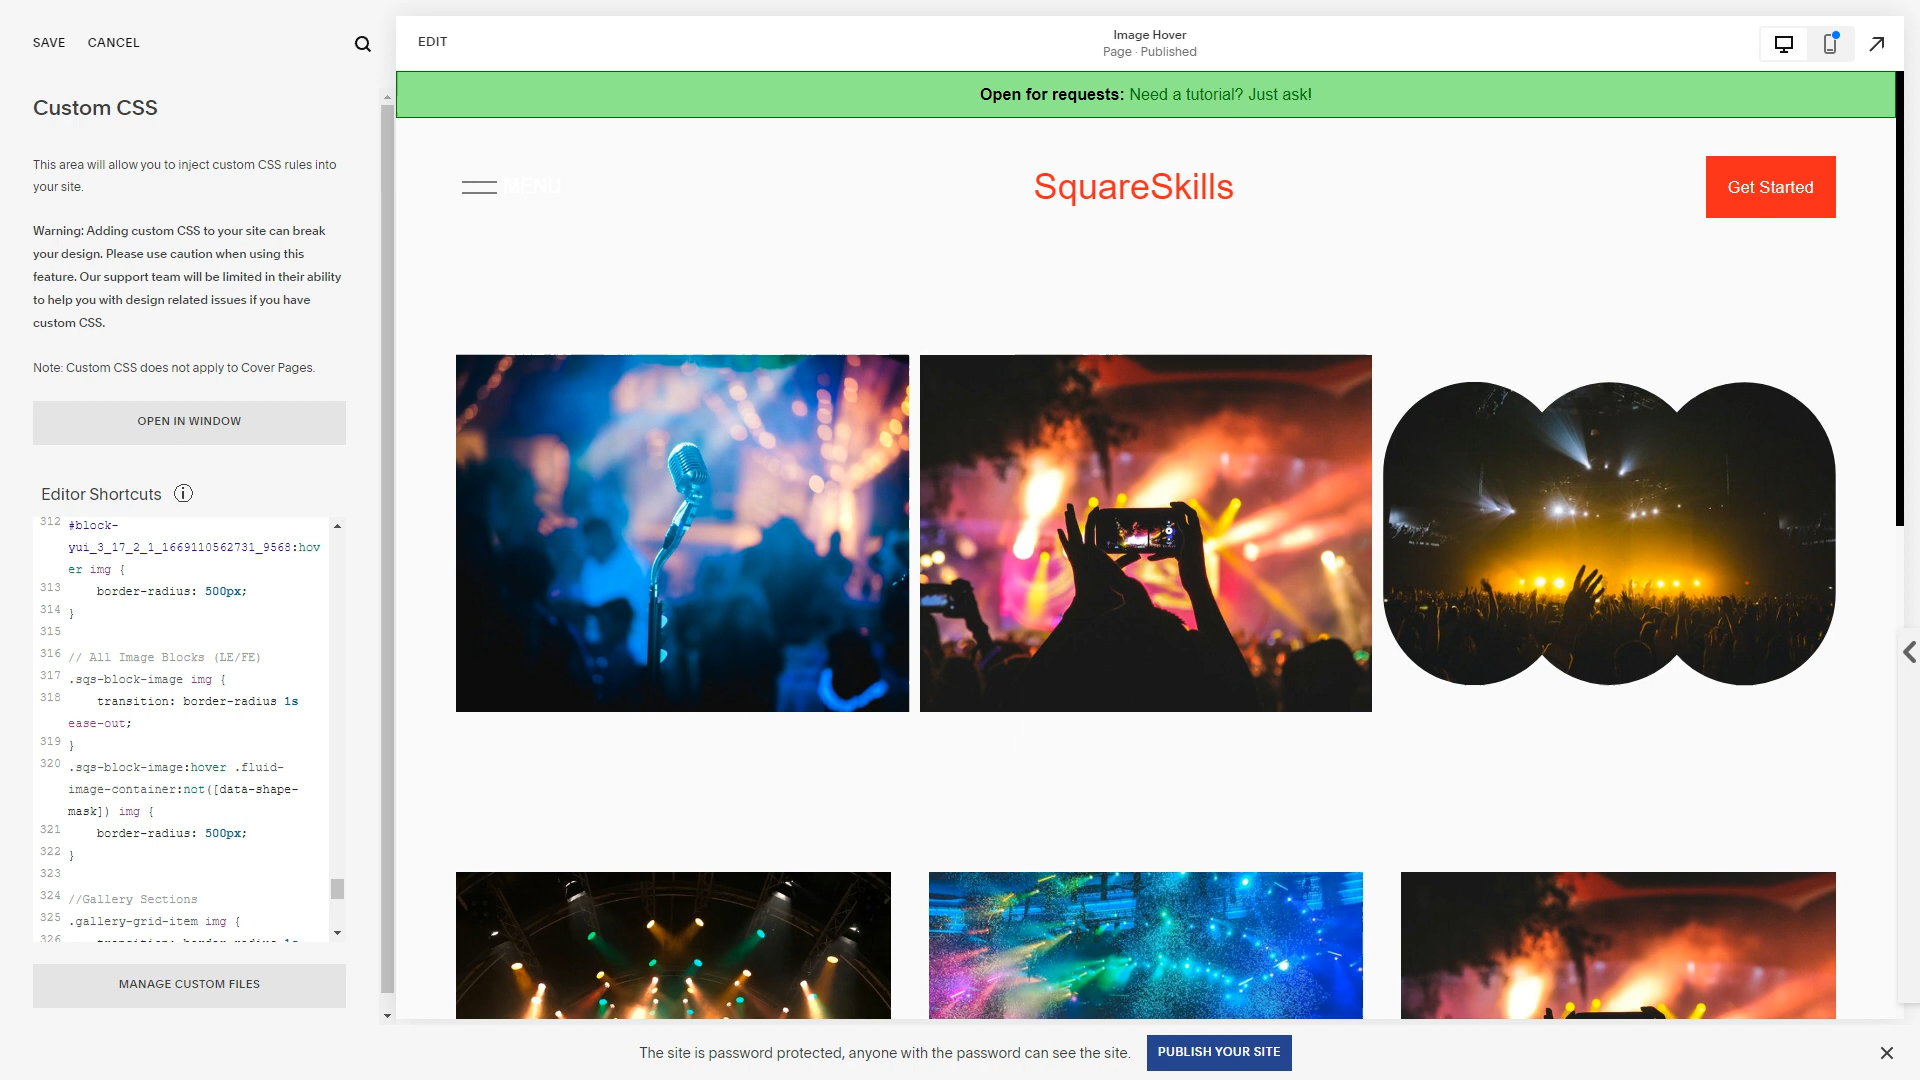 SAVE CANCEL
EDIT
Image Hover
Page · Published
Custom CSS
This area will allow you to inject custom CSS rules into
your site.
Warning: Adding custom CSS to your site can break
your design. Please use caution when using this
feature. Our support team will be limited in their ability
to help you with design related issues if you have
custom CSS.
Note: Custom CSS does not apply to Cover Pages.
OPEN IN WINDOW
Editor Shortcuts
312 #block-
yui_3_17_2_1_1669110562731_9568:hov
er img {
313 border-radius: 500px;
314 }
315
316 // All Image Blocks (LE/FE)
317 .sqs-block-image img {
318 transition: border-radius 1s
ease-out;
319 }
320 .sqs-block-image:hover .fluid-
image-container:not([data-shape-
mask]) img {
321 border-radius: 500px;
322 }
323
324 //Gallery Sections
325 .gallery-grid-item img {
326 transition: border-radius 1s
MANAGE CUSTOM FILES
Open for requests: Need a tutorial? Just ask!
MENU
SquareSkills
Get Started
The site is password protected, anyone with the password can see the site.
PUBLISH YOUR SITE